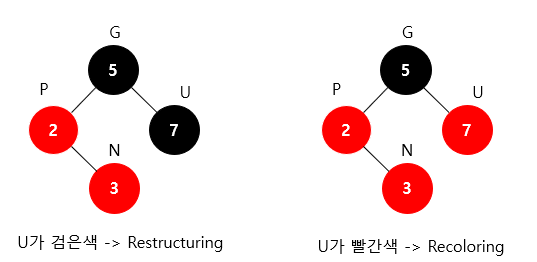 G
5
P
U
2
7
N
3
U가 검은색 -> Restructuring
G
5
P
U
2
7
N
3
U가 빨간색 -> Recoloring